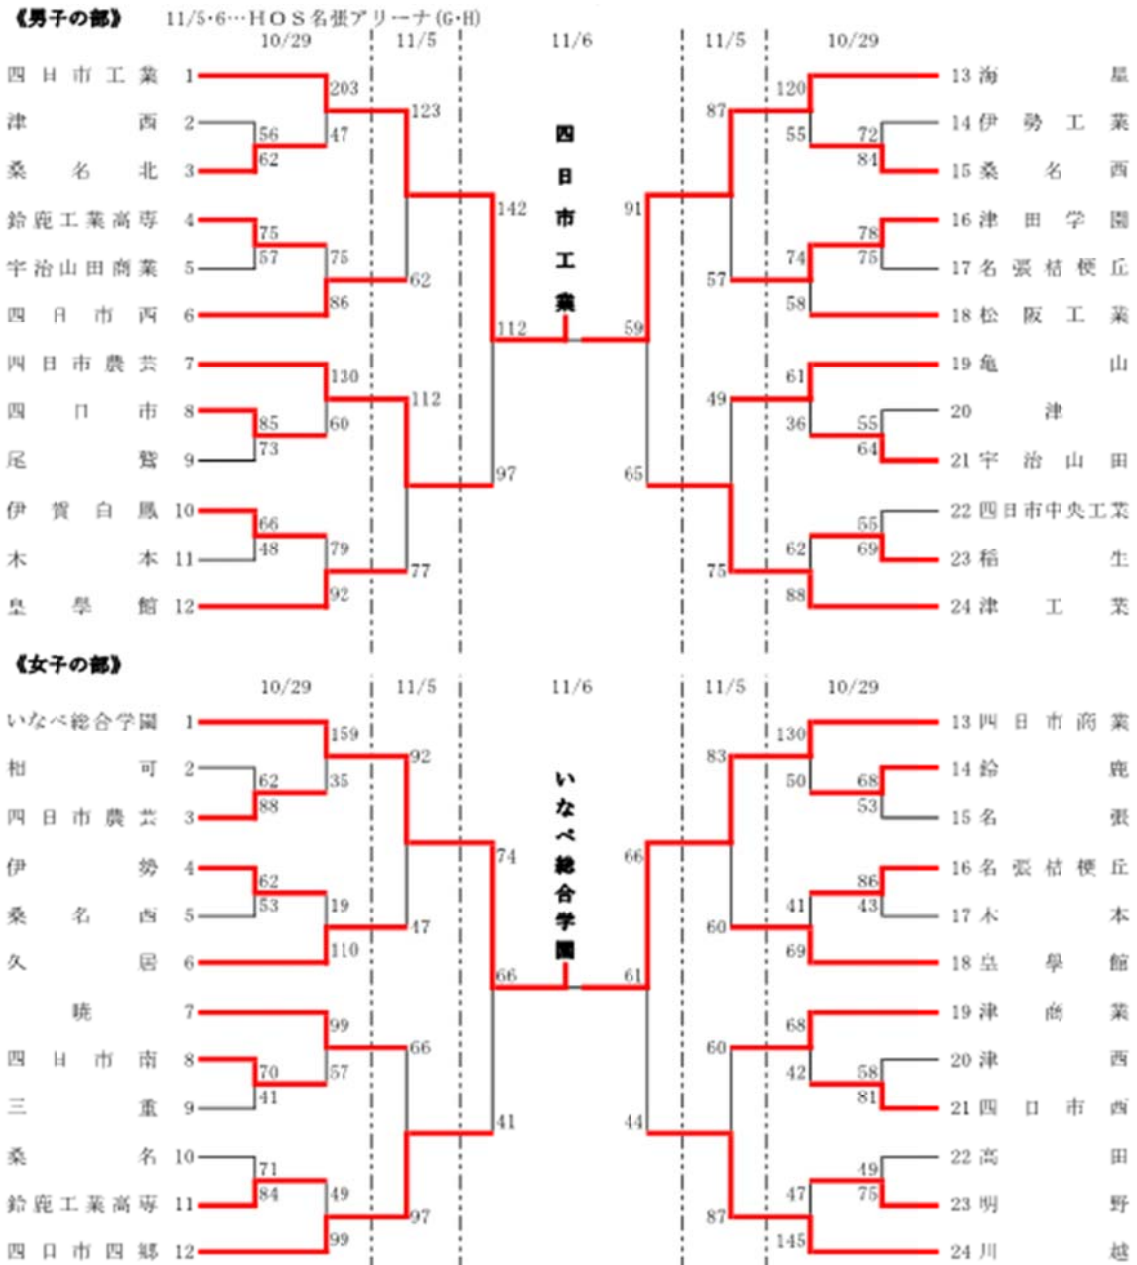 《男子の部》 11/5・6…HOS名張アリーナ(G・H)
10/29 11/5 11/6 11/5 10/29
四日市工業 1 203 123 87 120 13 海星
津西 2 56 47 55 72 14 伊勢工業
桑名北 3 62 84 15 桑名西
鈴鹿工業高専 4 75 142 91 78 16 津田学園
宇治山田商業 5 57 75 62 57 74 75 17 名張桔梗丘
四日市西 6 86 112 59 58 18 松阪工業
四日市農芸 7 130 112 49 61 19 亀山
四日市 8 85 60 36 55 20 津
尾鷲 9 73 97 65 64 21 宇治山田
伊賀白鳳 10 66 55 22 四日市中央工業
木本 11 48 79 77 75 62 69 23 稲生
皇學館 12 92 88 24 津工業
四日市工業
《女子の部》
10/29 11/5 11/6 11/5 10/29
いなべ総合学園 1 159 92 83 130 13 四日市商業
相可 2 62 35 50 68 14 鈴鹿
四日市農芸 3 88 53 15 名張
伊勢 4 62 74 66 86 16 名張桔梗丘
桑名西 5 53 19 47 60 41 43 17 木本
久居 6 110 66 61 69 18 皇學館
暁 7 99 66 60 68 19 津商業
四日市南 8 70 57 42 58 20 津西
三重 9 41 41 44 81 21 四日市西
桑名 10 71 49 22 高田
鈴鹿工業高専 11 84 49 97 87 47 75 23 明野
四日市四郷 12 99 145 24 川越
いなべ総合学園